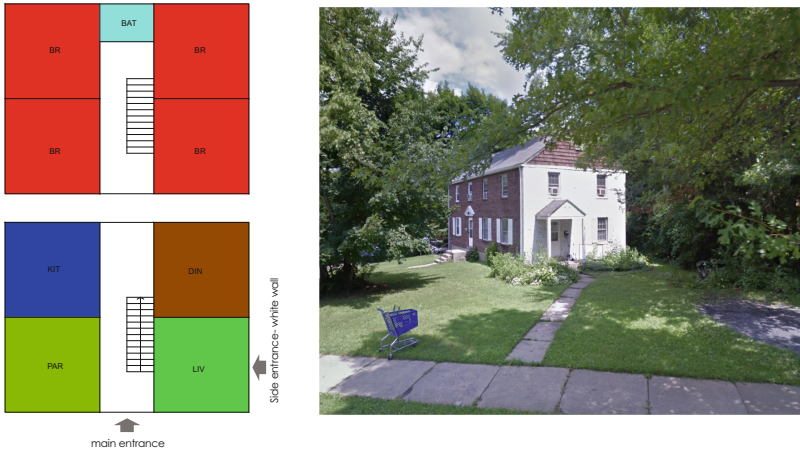 BAT
BR BR
BR BR
KIT DIN
PAR LIV
Side entrance- white wall
main entrance